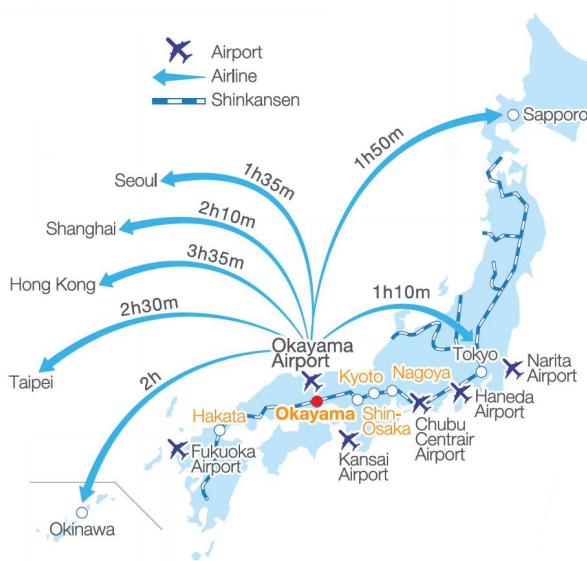 Airport
Airline
Shinkansen
Sapporo
1h50m
Seoul
1h35m
Shanghai
2h10m
Hong Kong
3h35m
2h30m
Taipei
2h
1h10m
Okayama
Airport
Tokyo
Narita
Airport
Haneda
Airport
Kyoto
Nagoya
Hakata
Okayama
Shin-
Osaka
Chubu
Centrair
Airport
Fukuoka
Airport
Kansai
Airport
Okinawa